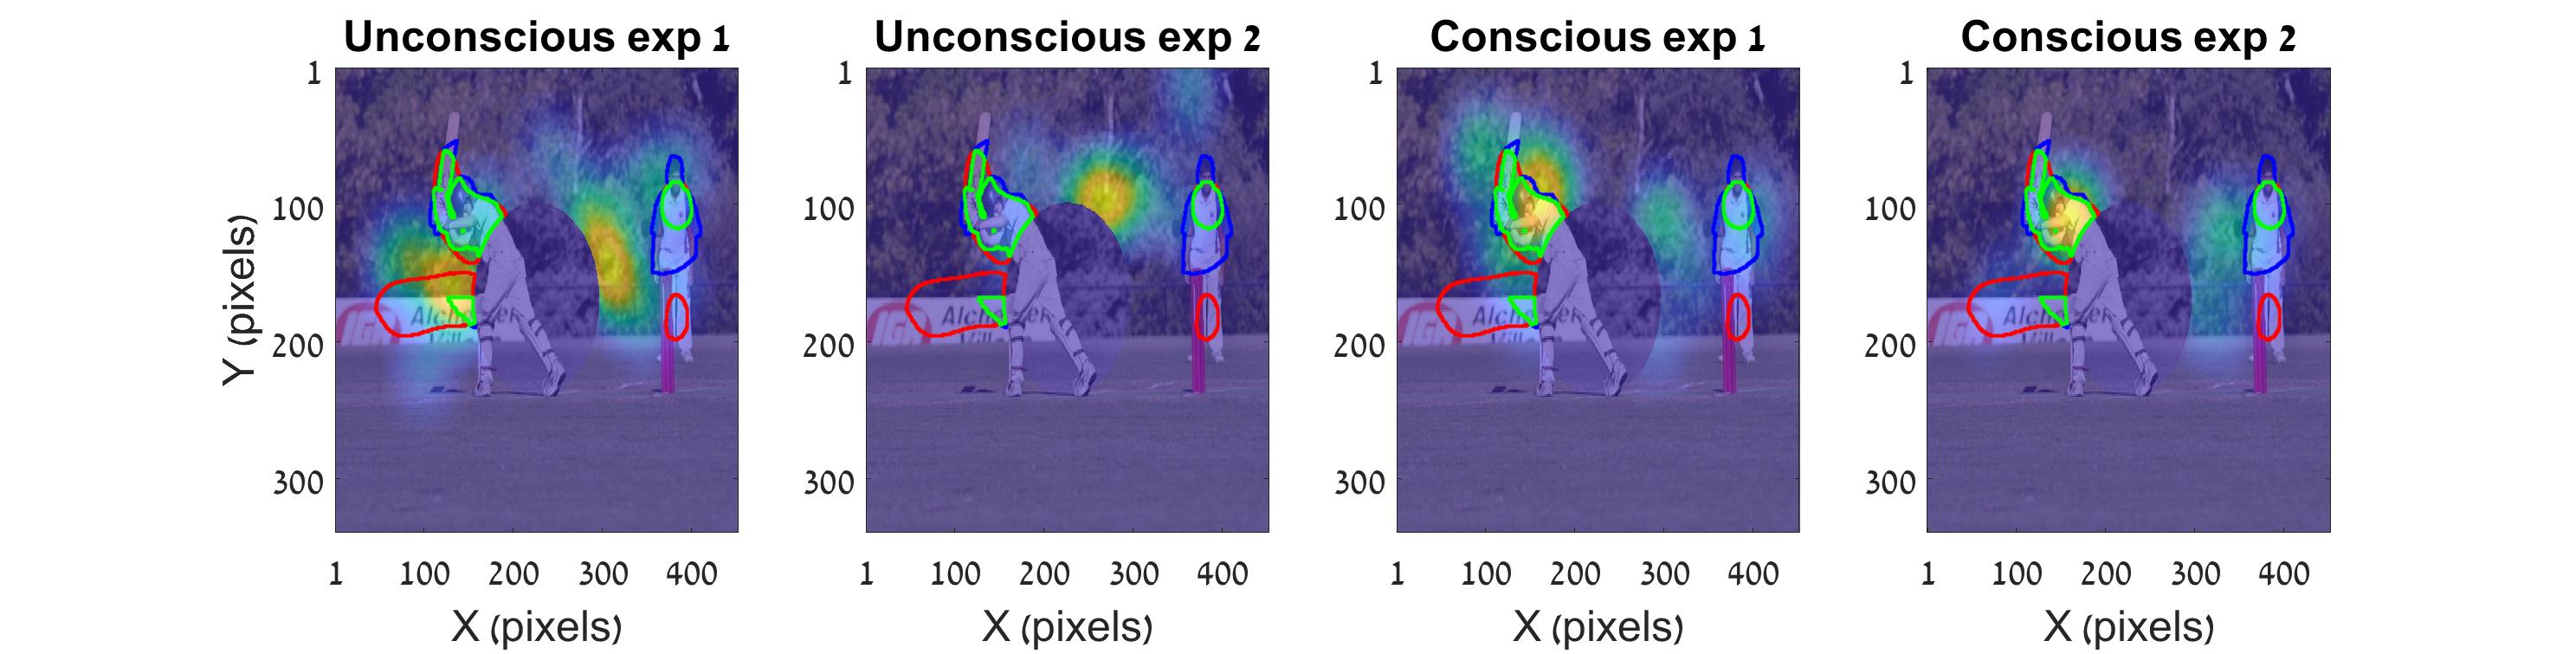 Unconscious exp 1 Unconscious exp 2 Conscious exp 1 Conscious exp 2
Y (pixels)
1 1 1 1
100 100 100 100
200 200 200 200
300 300 300 300
1 100 200 300 400 1 100 200 300 400 1 100 200 300 400 1 100 200 300 400
X (pixels) X (pixels) X (pixels) X (pixels)